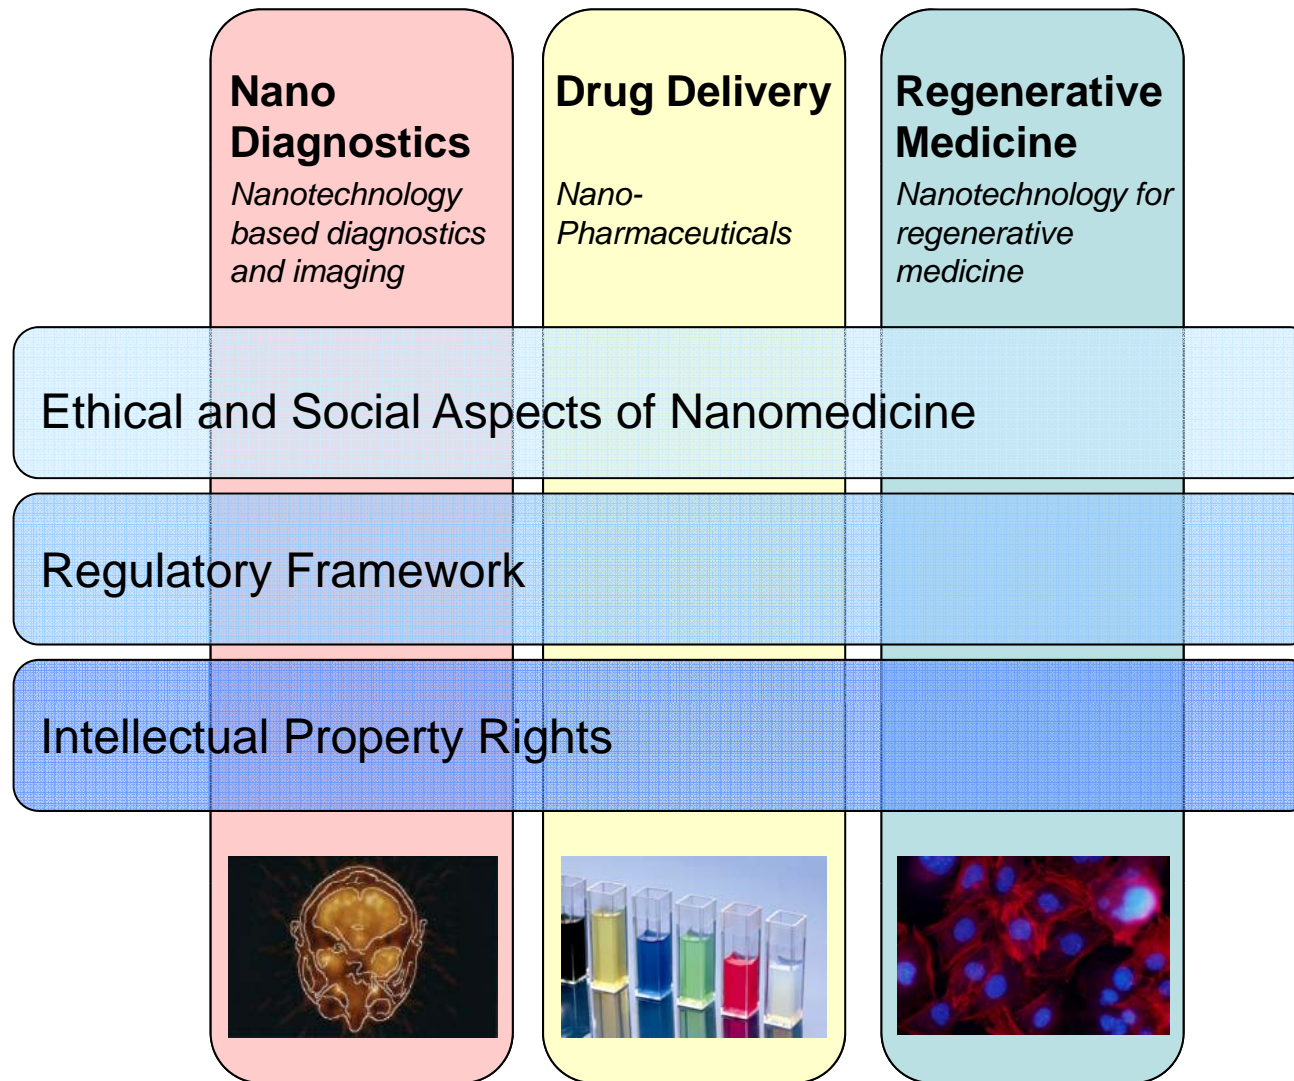 Nano
Diagnostics
Nanotechnology
based diagnostics
and imaging
Drug Delivery
Nano-
Pharmaceuticals
Regenerative
Medicine
Nanotechnology for
regenerative
medicine
Ethical and Social Aspects of Nanomedicine
Regulatory Framework
Intellectual Property Rights